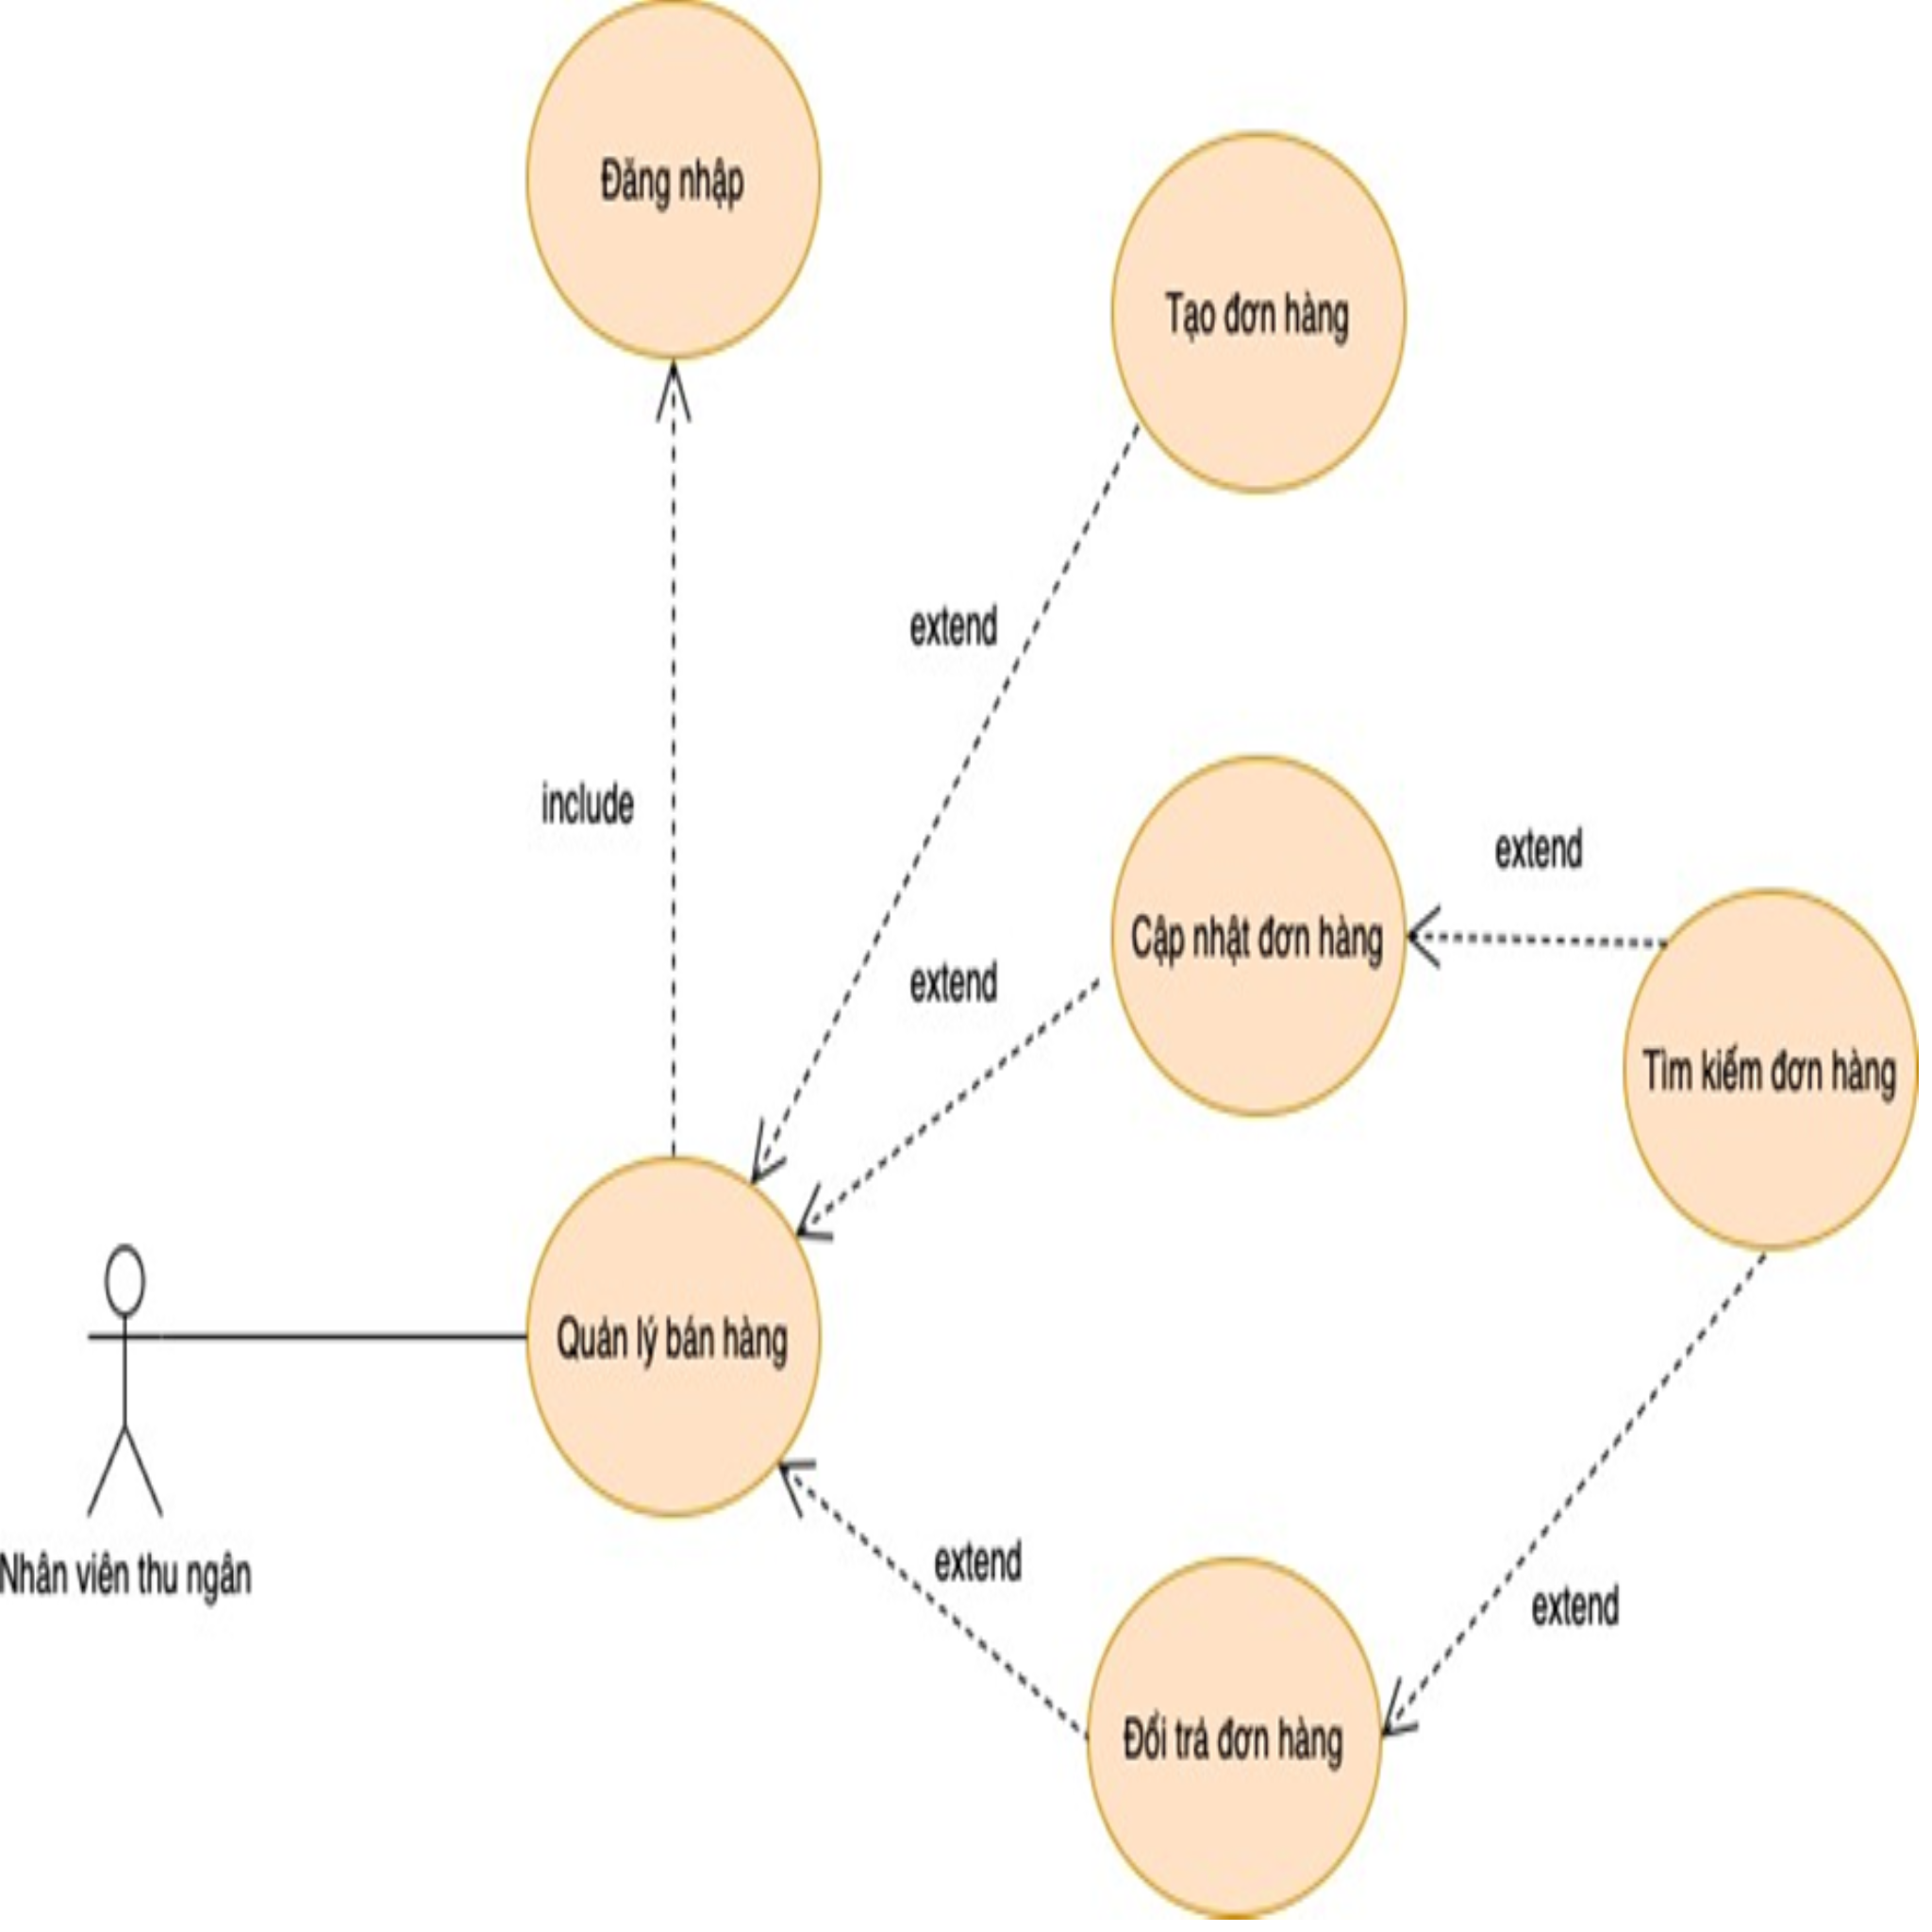 Đăng nhập
Tạo đơn hàng
extend
include
extend
Cập nhật đơn hàng
extend
Tìm kiếm đơn hàng
Quản lý bán hàng
Nhân viên thu ngân
extend
extend
Đổi trả đơn hàng